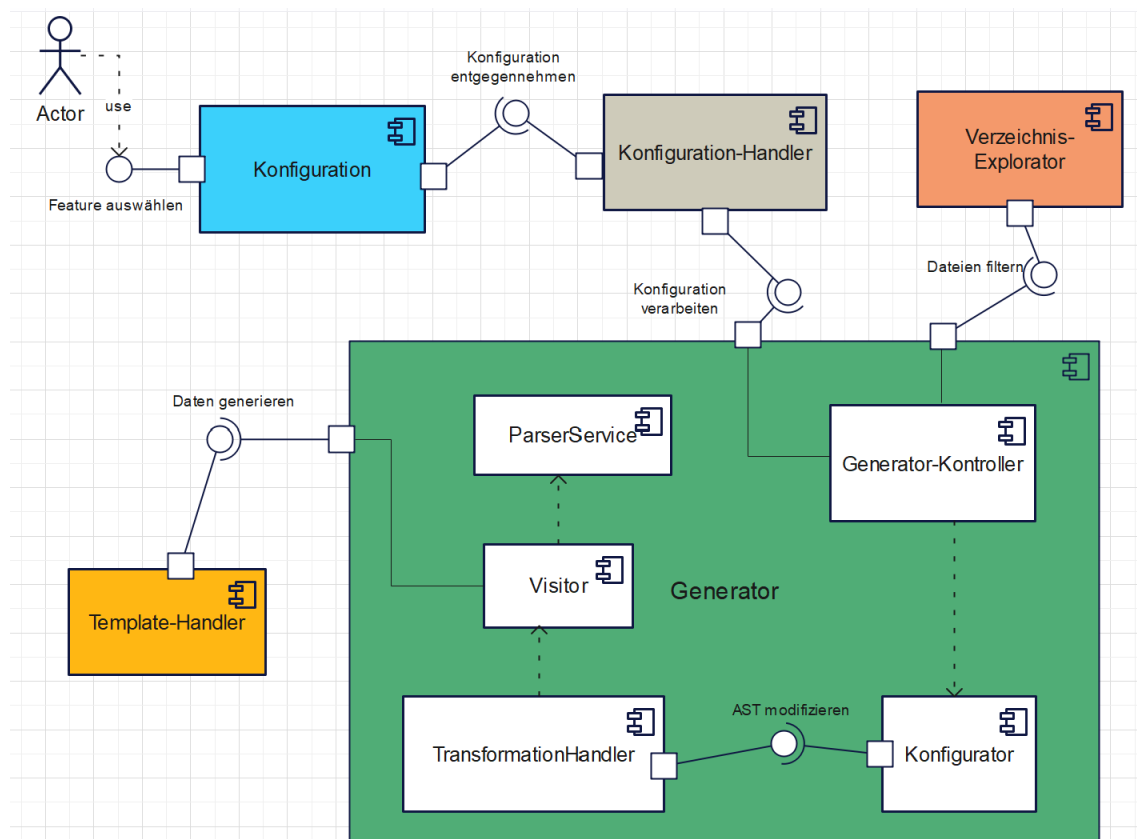 Actor
use
Feature auswählen
Konfiguration
Konfiguration
entgegennehmen
Konfiguration-Handler
Verzeichnis-
Explorator
Konfiguration
verarbeiten
Dateien filtern
Daten generieren
Template-Handler
ParserService
Generator-Kontroller
Visitor
Generator
TransformationHandler
AST modifizieren
Konfigurator